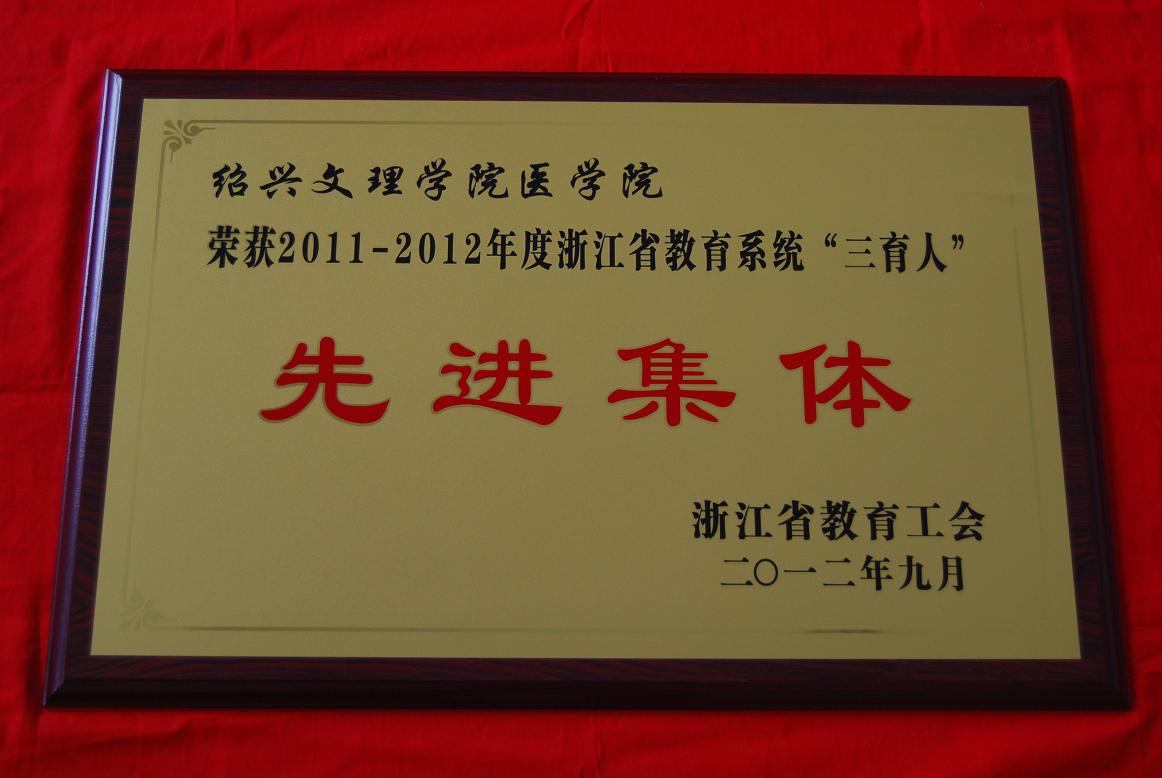 绍兴文理学院医学院
荣获2011-2012年度浙江省教育系统“三育人”
先进集体
浙江省教育工会
二〇一二年九月